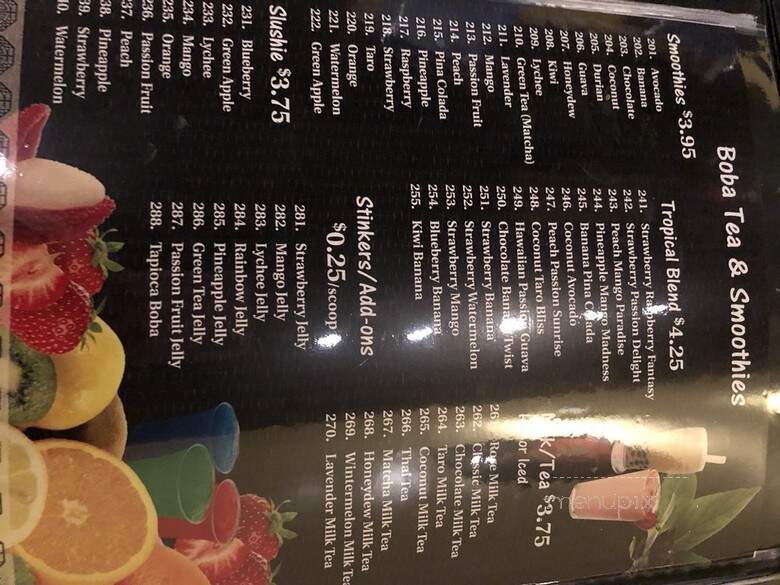 Boba Tea & Smoothies
Smoothies $3.95
201. Avocado
202. Banana
203. Chocolate
204. Coconut
205. Durian
206. Guava
207. Honeydew
208. Kiwi
209. Lychee
210. Green Tea (Matcha)
211. Lavender
212. Mango
213. Passion Fruit
214. Peach
215. Pina Colada
216. Pineapple
217. Raspberry
218. Strawberry
219. Taro
220. Orange
221. Watermelon
222. Green Apple
Slushie $3.75
231. Blueberry
232. Green Apple
233. Lychee
234. Mango
235. Orange
236. Passion Fruit
237. Peach
238. Pineapple
239. Strawberry
240. Watermelon
Tropical Blend $4.25
241. Strawberry Raspberry Fantasy
242. Strawberry Passion Delight
243. Peach Mango Paradise
244. Pineapple Mango Madness
245. Banana Pina Colada
246. Coconut Avocado
247. Peach Passion Sunrise
248. Coconut Taro Bliss
249. Hawaiian Passion Guava
250. Chocolate Banana Twist
251. Strawberry Banana
252. Strawberry Watermelon
253. Strawberry Mango
254. Blueberry Banana
255. Kiwi Banana
Stinkers/Add-ons
$0.25/scoop
281. Strawberry Jelly
282. Mango Jelly
283. Lychee Jelly
284. Rainbow Jelly
285. Pineapple Jelly
286. Green Tea Jelly
287. Passion Fruit Jelly
288. Tapioca Boba
Milk/Tea $3.75
or Iced
261. Rose Milk Tea
262. Classic Milk Tea
263. Chocolate Milk Tea
264. Taro Milk Tea
265. Coconut Milk Tea
266. Thai Tea
267. Matcha Milk Tea
268. Honeydew Milk Tea
269. Wintermelon Milk Tea
270. Lavender Milk Tea
menupix